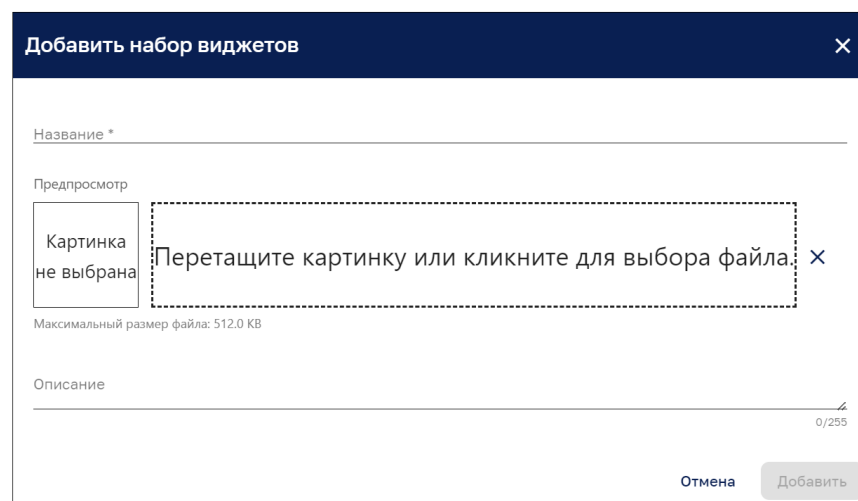 Добавить набор виджетов
Название *
Предпросмотр
Картинка
не выбрана
Перетащите картинку или кликните для выбора файла.
Максимальный размер файла: 512.0 KB
Описание
0/255
Отмена
Добавить